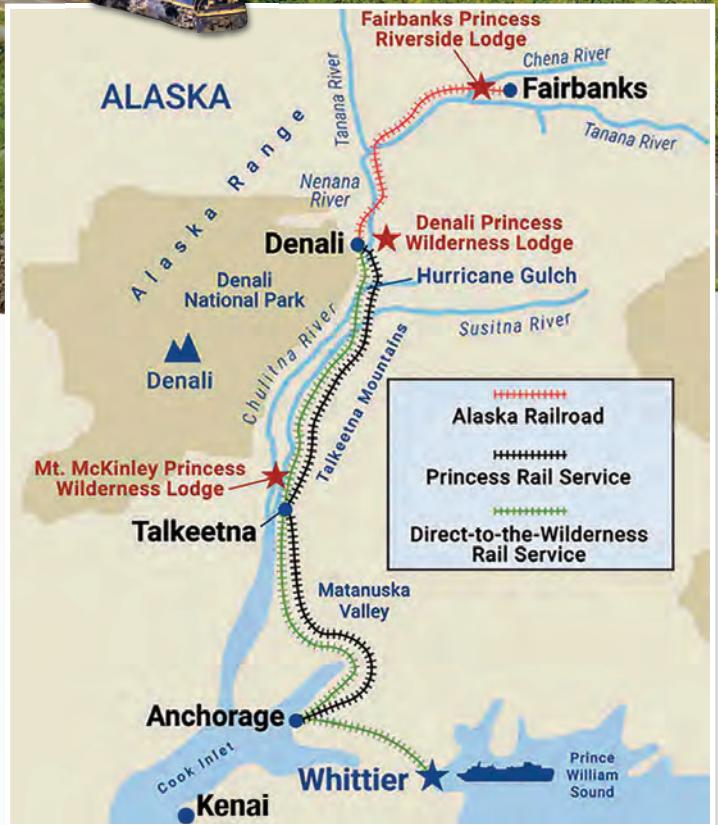 Fairbanks Princess
Riverside Lodge
Chena River
Fairbanks
ALASKA
Tanana River
Tanana River
Alaska Range
Nenana
River
Denali Princess
Wilderness Lodge
Denali
Hurricane Gulch
Denali
National Park
Susitna River
Chulitna River
Denali
Talkeetna Mountains
Alaska Railroad
Princess Rail Service
Direct-to-the-Wilderness
Rail Service
Mt. McKinley Princess
Wilderness Lodge
Talkeetna
Matanuska
Valley
Anchorage
Cook Inlet
Whittier
Prince
William
Sound
Kenai